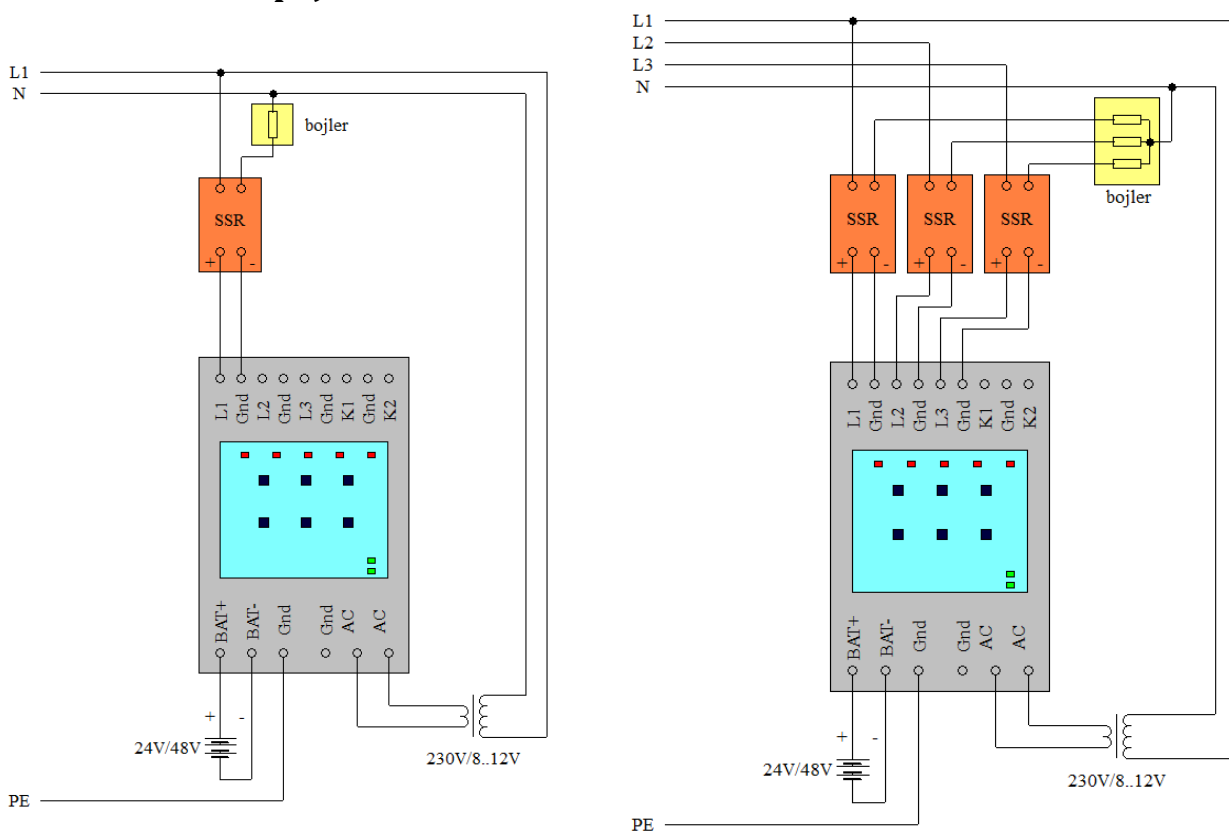 L1
N
bojler
SSR
+ -
L1 Gnd L2 Gnd L3 Gnd K1 Gnd K2
BAT+ BAT- Gnd Gnd AC AC
+ -
24V/48V
230V/8..12V
PE
L1
L2
L3
N
bojler
SSR SSR SSR
+ - + - + -
L1 Gnd L2 Gnd L3 Gnd K1 Gnd K2
BAT+ BAT- Gnd Gnd AC AC
+ -
24V/48V
230V/8..12V
PE